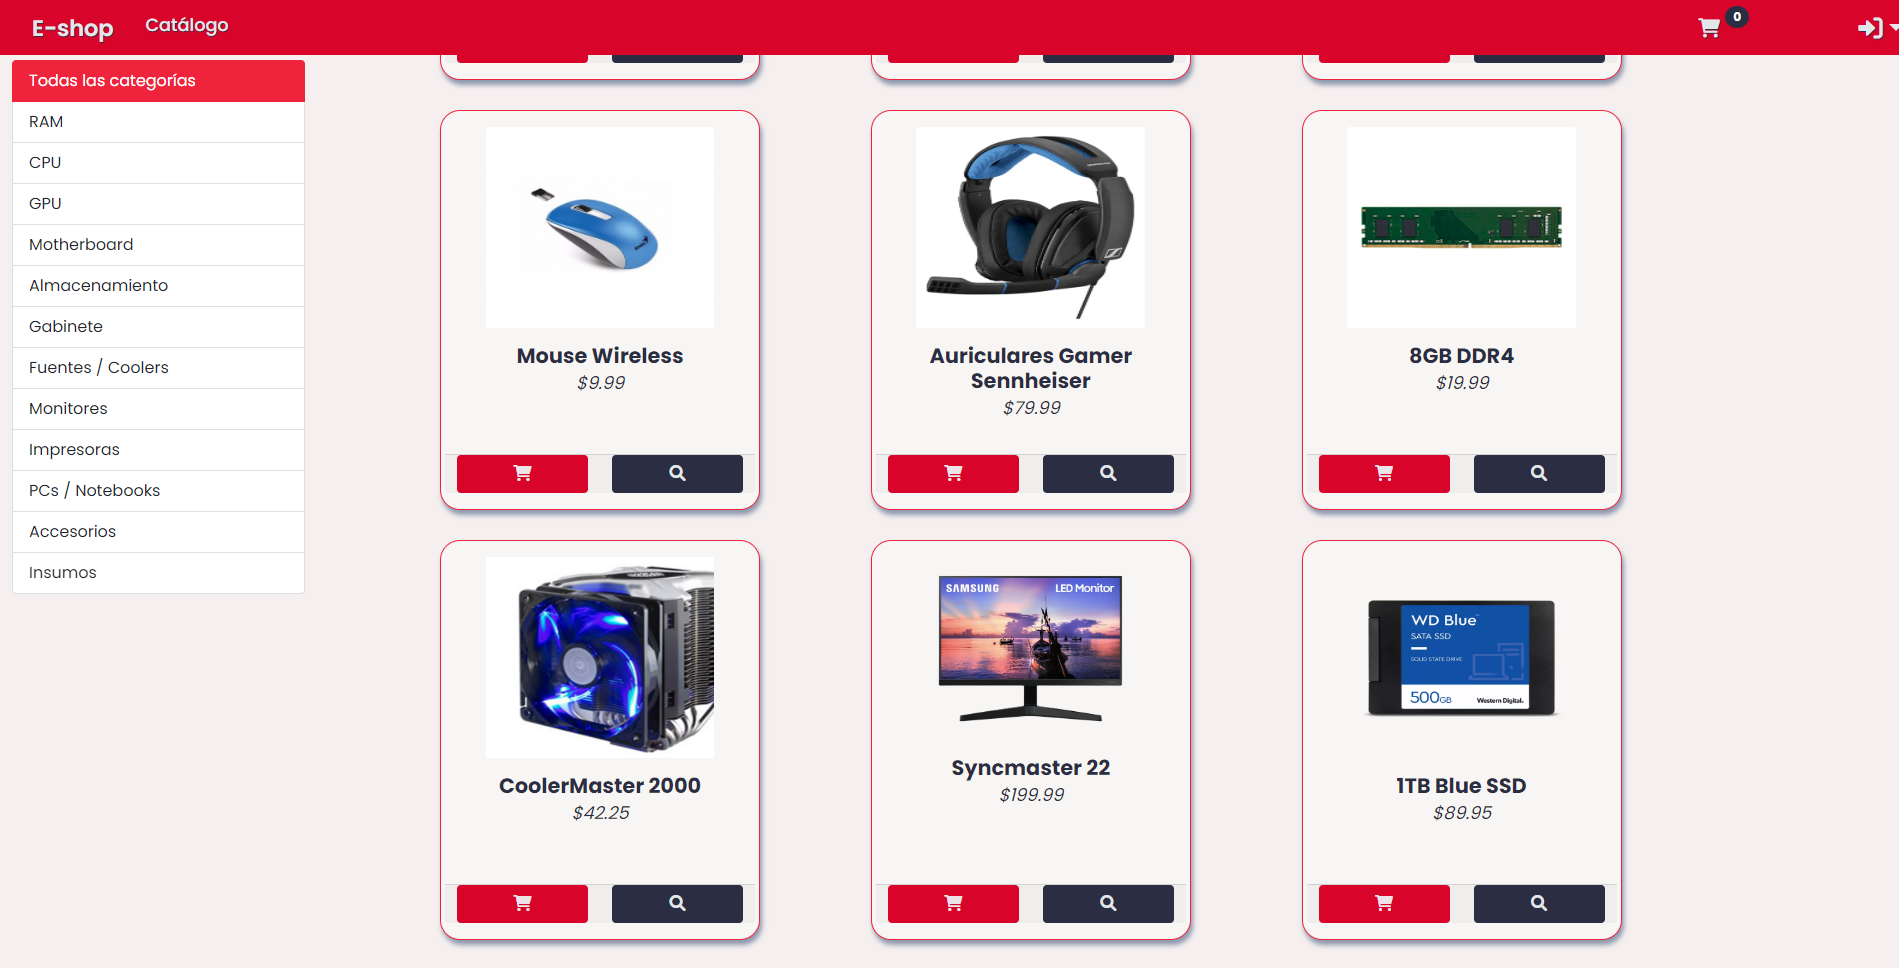 E-shop
Catálogo
0
Todas las categorías
RAM
CPU
GPU
Motherboard
Almacenamiento
Gabinete
Fuentes / Coolers
Monitores
Impresoras
PCs / Notebooks
Accesorios
Insumos
Mouse Wireless
$9.99
Auriculares Gamer
Sennheiser
$79.99
8GB DDR4
$19.99
CoolerMaster 2000
$42.25
SAMSUNG
LED Monitor
Syncmaster 22
$199.99
WD Blue
SATA SSD
SOLID STATE DRIVE
500GB
Western Digital.
1TB Blue SSD
$89.95